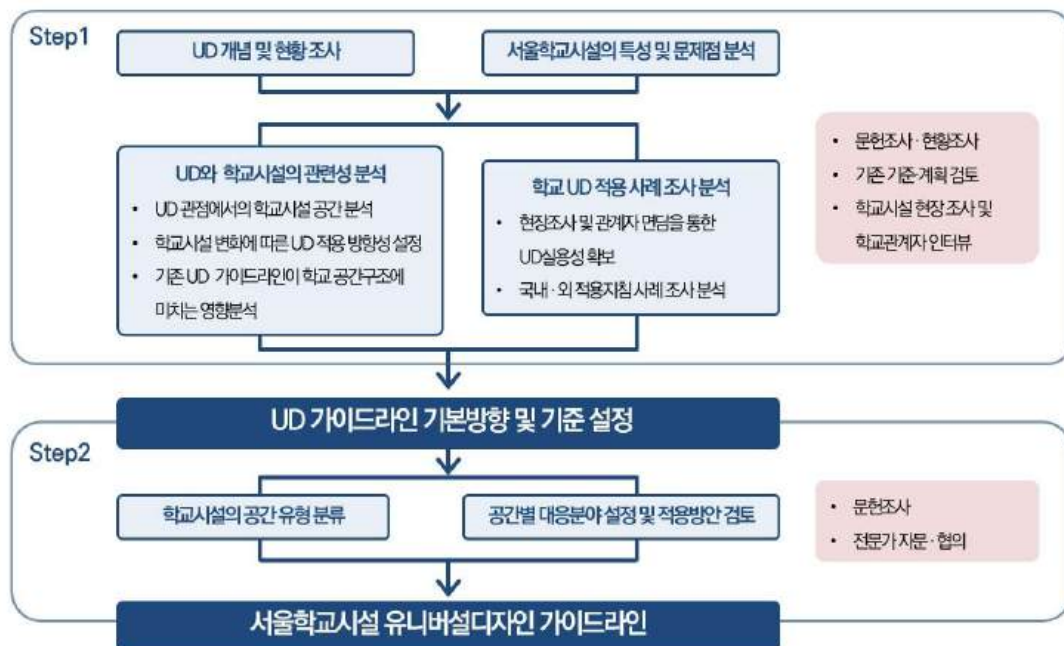 Step1
UD 개념 및 현황 조사
서울학교시설의 특성 및 문제점 분석
UD와 학교시설의 관련성 분석
• UD 관점에서의 학교시설 공간 분석
• 학교시설 변화에 따른 UD 적용 방향성 설정
• 기존 UD 가이드라인이 학교 공간구조에
미치는 영향분석
학교 UD 적용 사례 조사 분석
• 현장조사 및 관계자 면담을 통한
UD실용성 확보
• 국내·외 적용지침 사례 조사 분석
• 문헌조사·현황조사
• 기존 기준·계획 검토
• 학교시설 현장 조사 및
학교관계자 인터뷰
UD 가이드라인 기본방향 및 기준 설정
Step2
학교시설의 공간 유형 분류
공간별 대응분야 설정 및 적용방안 검토
• 문헌조사
• 전문가 자문·협의
서울학교시설 유니버설디자인 가이드라인